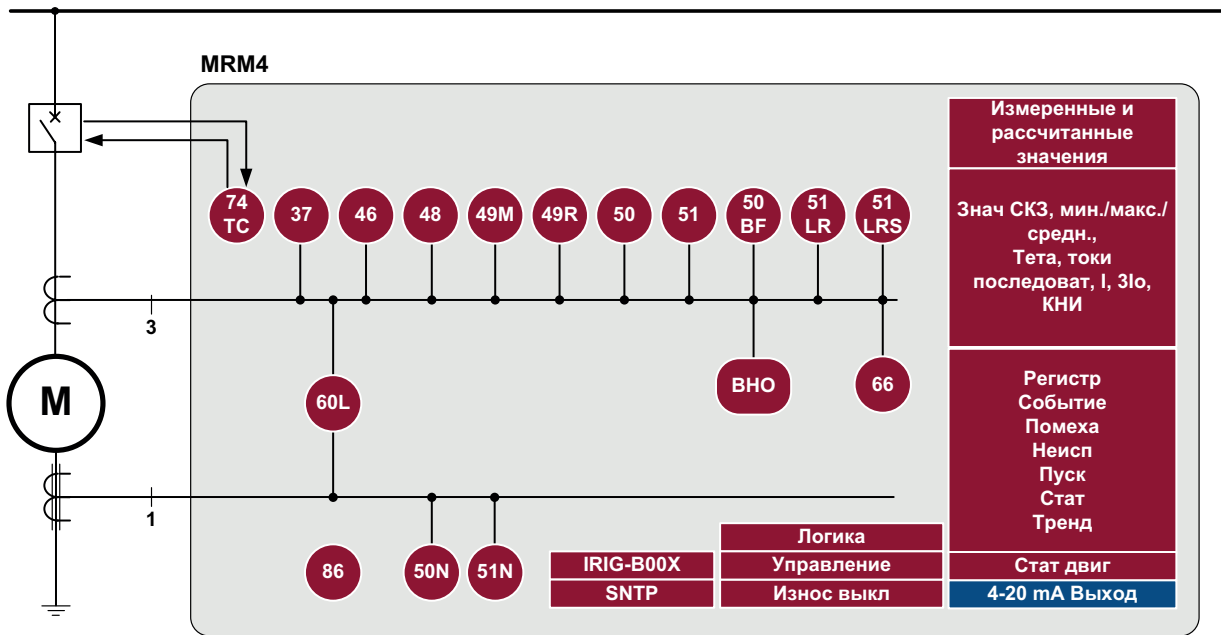 MRM4
Измеренные и
рассчитанные
значения
74
TC
37
46
48
49M
49R
50
51
50
BF
51
LR
51
LRS
Знач СКЗ, мин./макс./
средн.,
Тета, токи
последоват, I, 3Io,
КНИ
3
M
60L
ВНО
66
Регистр
Событие
Помеха
Неисп
Пуск
Стат
Тренд
1
86
50N
51N
Логика
IRIG-B00X
Управление
Стат двиг
SNTP
Износ выкл
4-20 mA Выход